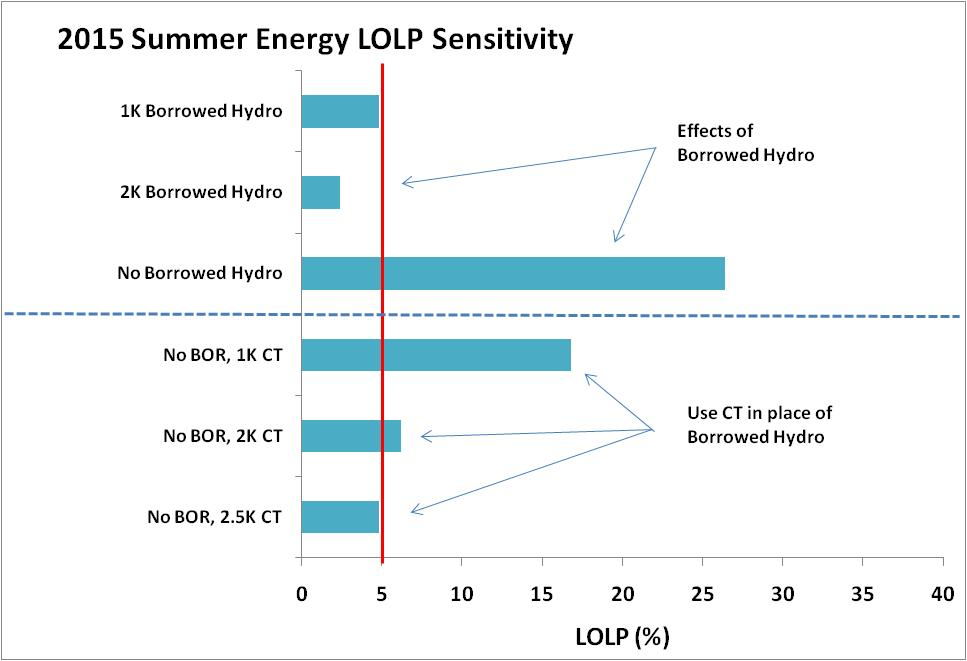 2015 Summer Energy LOLP Sensitivity
1K Borrowed Hydro
Effects of
Borrowed Hydro
2K Borrowed Hydro
No Borrowed Hydro
No BOR, 1K CT
Use CT in place of
Borrowed Hydro
No BOR, 2K CT
No BOR, 2.5K CT
0 5 10 15 20 25 30 35 40
LOLP (%)